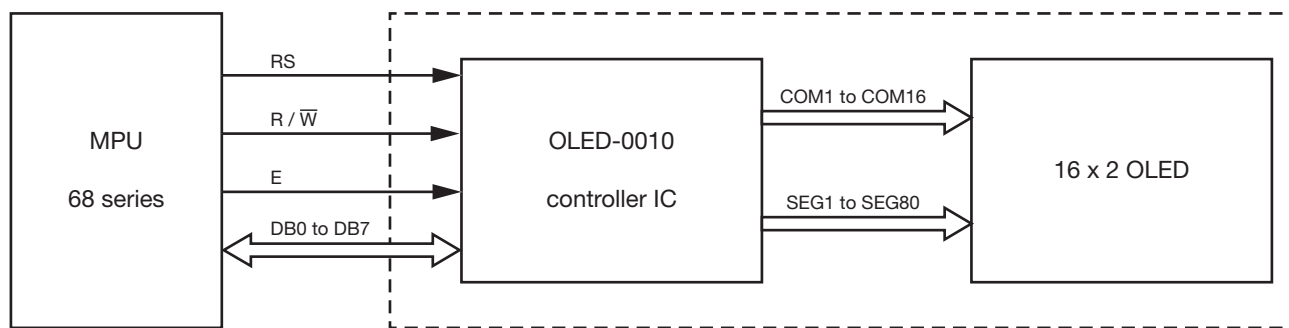 MPU
68 series
RS
R / W̅
E
DB0 to DB7
OLED-0010
controller IC
COM1 to COM16
SEG1 to SEG80
16 x 2 OLED